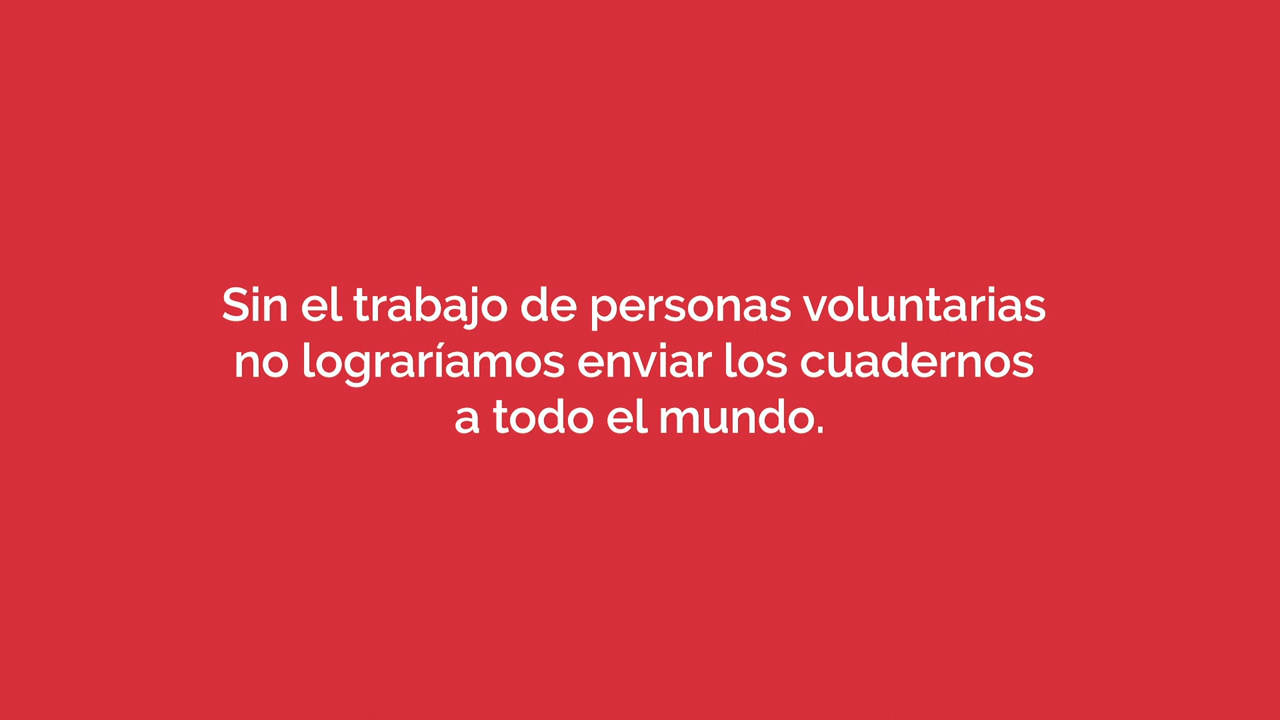 Sin el trabajo de personas voluntarias
no lograríamos enviar los cuadernos
a todo el mundo.